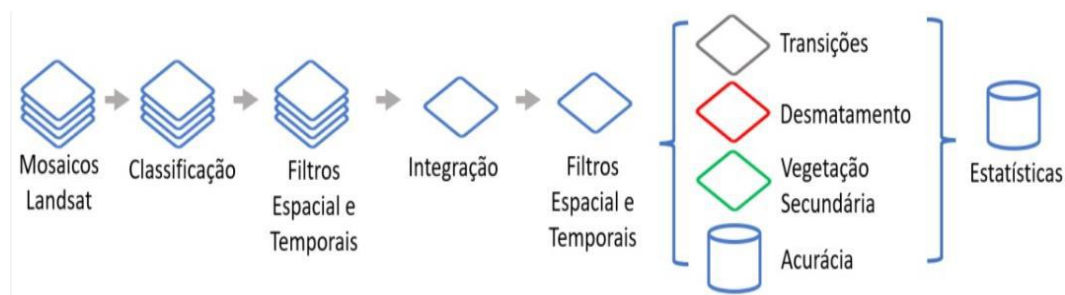 Mosaicos
Landsat
Classificação
Filtros
Espacial e
Temporais
Integração
Filtros
Espacial e
Temporais
Transições
Desmatamento
Vegetação
Secundária
Acurácia
Estatísticas